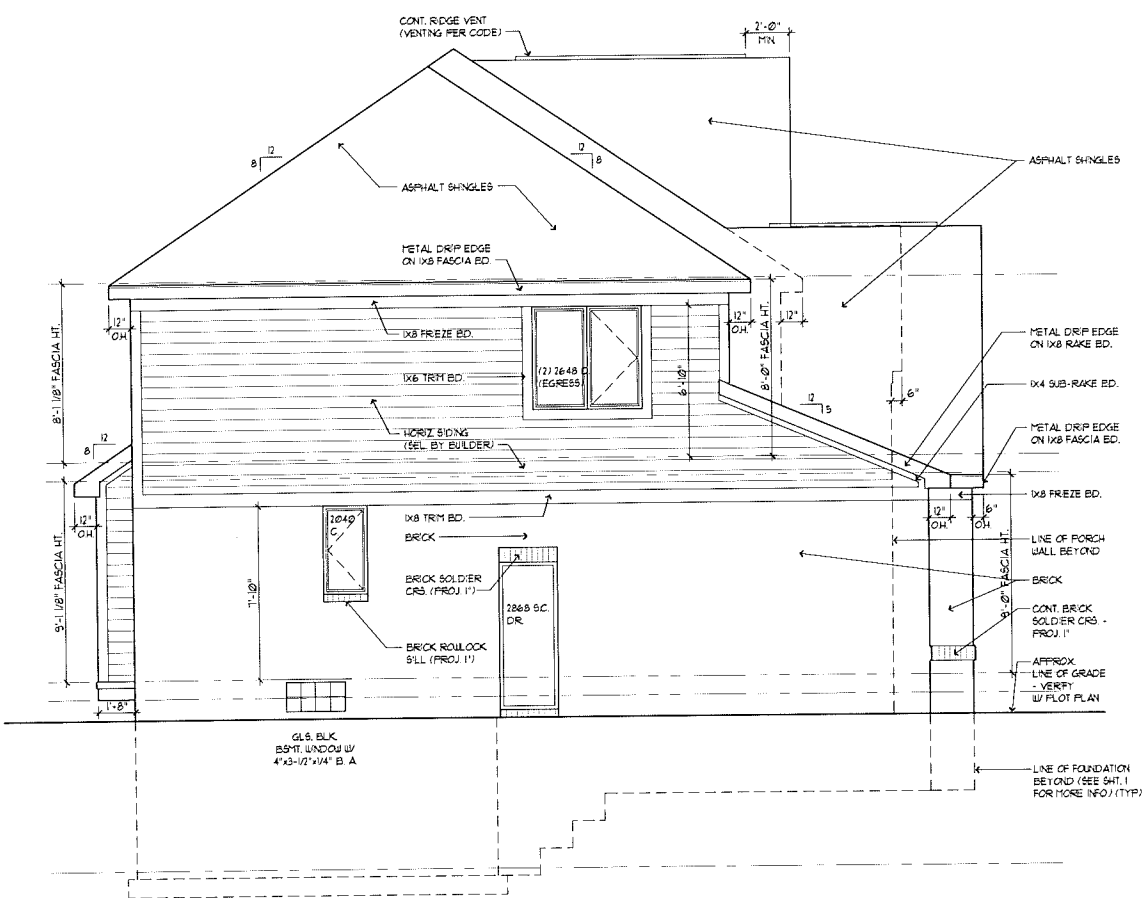 CONT. RIDGE VENT
(VENTING PER CODE)
2'-0"
MIN.
12
8
12
8
ASPHALT SHINGLES
ASPHALT SHINGLES
METAL DRIP EDGE
ON 1X8 FASCIA BD.
12"
O.H.
12"
O.H.
12"
1X8 FREZE BD.
8'-1 1/8" FASCIA HT.
1X6 TRIM BD.
(2) 2648 C
(EGRESS)
6'-10"
8'-0" FASCIA HT.
METAL DRIP EDGE
ON 1X8 RAKE BD.
1X4 SUB-RAKE BD.
12
5
6"
HORIZ SIDING
(SEL. BY BUILDER)
12
8
METAL DRIP EDGE
ON 1X8 FASCIA BD.
1X8 FREZE BD.
12"
O.H.
1X8 TRIM BD.
12"
O.H.
6"
O.H.
2040
C
BRICK
LINE OF PORCH
WALL BEYOND
9'-1 1/8" FASCIA HT.
7'-10"
BRICK SOLDIER
CRS. (PROJ. 1")
2868 S.C.
DR.
8'-0" FASCIA HT.
BRICK
CONT. BRICK
SOLDIER CRS. -
PROJ. 1"
BRICK ROWLOCK
SILL (PROJ. 1")
APPROX.
LINE OF GRADE
- VERIFY
W/ PLOT PLAN
1'-8"
GLS. BLK.
BSMT. WINDOW W/
4"x3-1/2"x1/4" B. A.
LINE OF FOUNDATION
BEYOND (SEE SHT. 1
FOR MORE INFO.) (TYP)